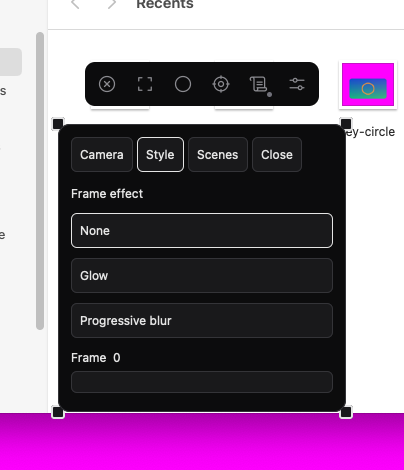 Recents
s
ey-circle
Camera Style Scenes Close
Frame effect
None
e
Glow
Progressive blur
Frame 0